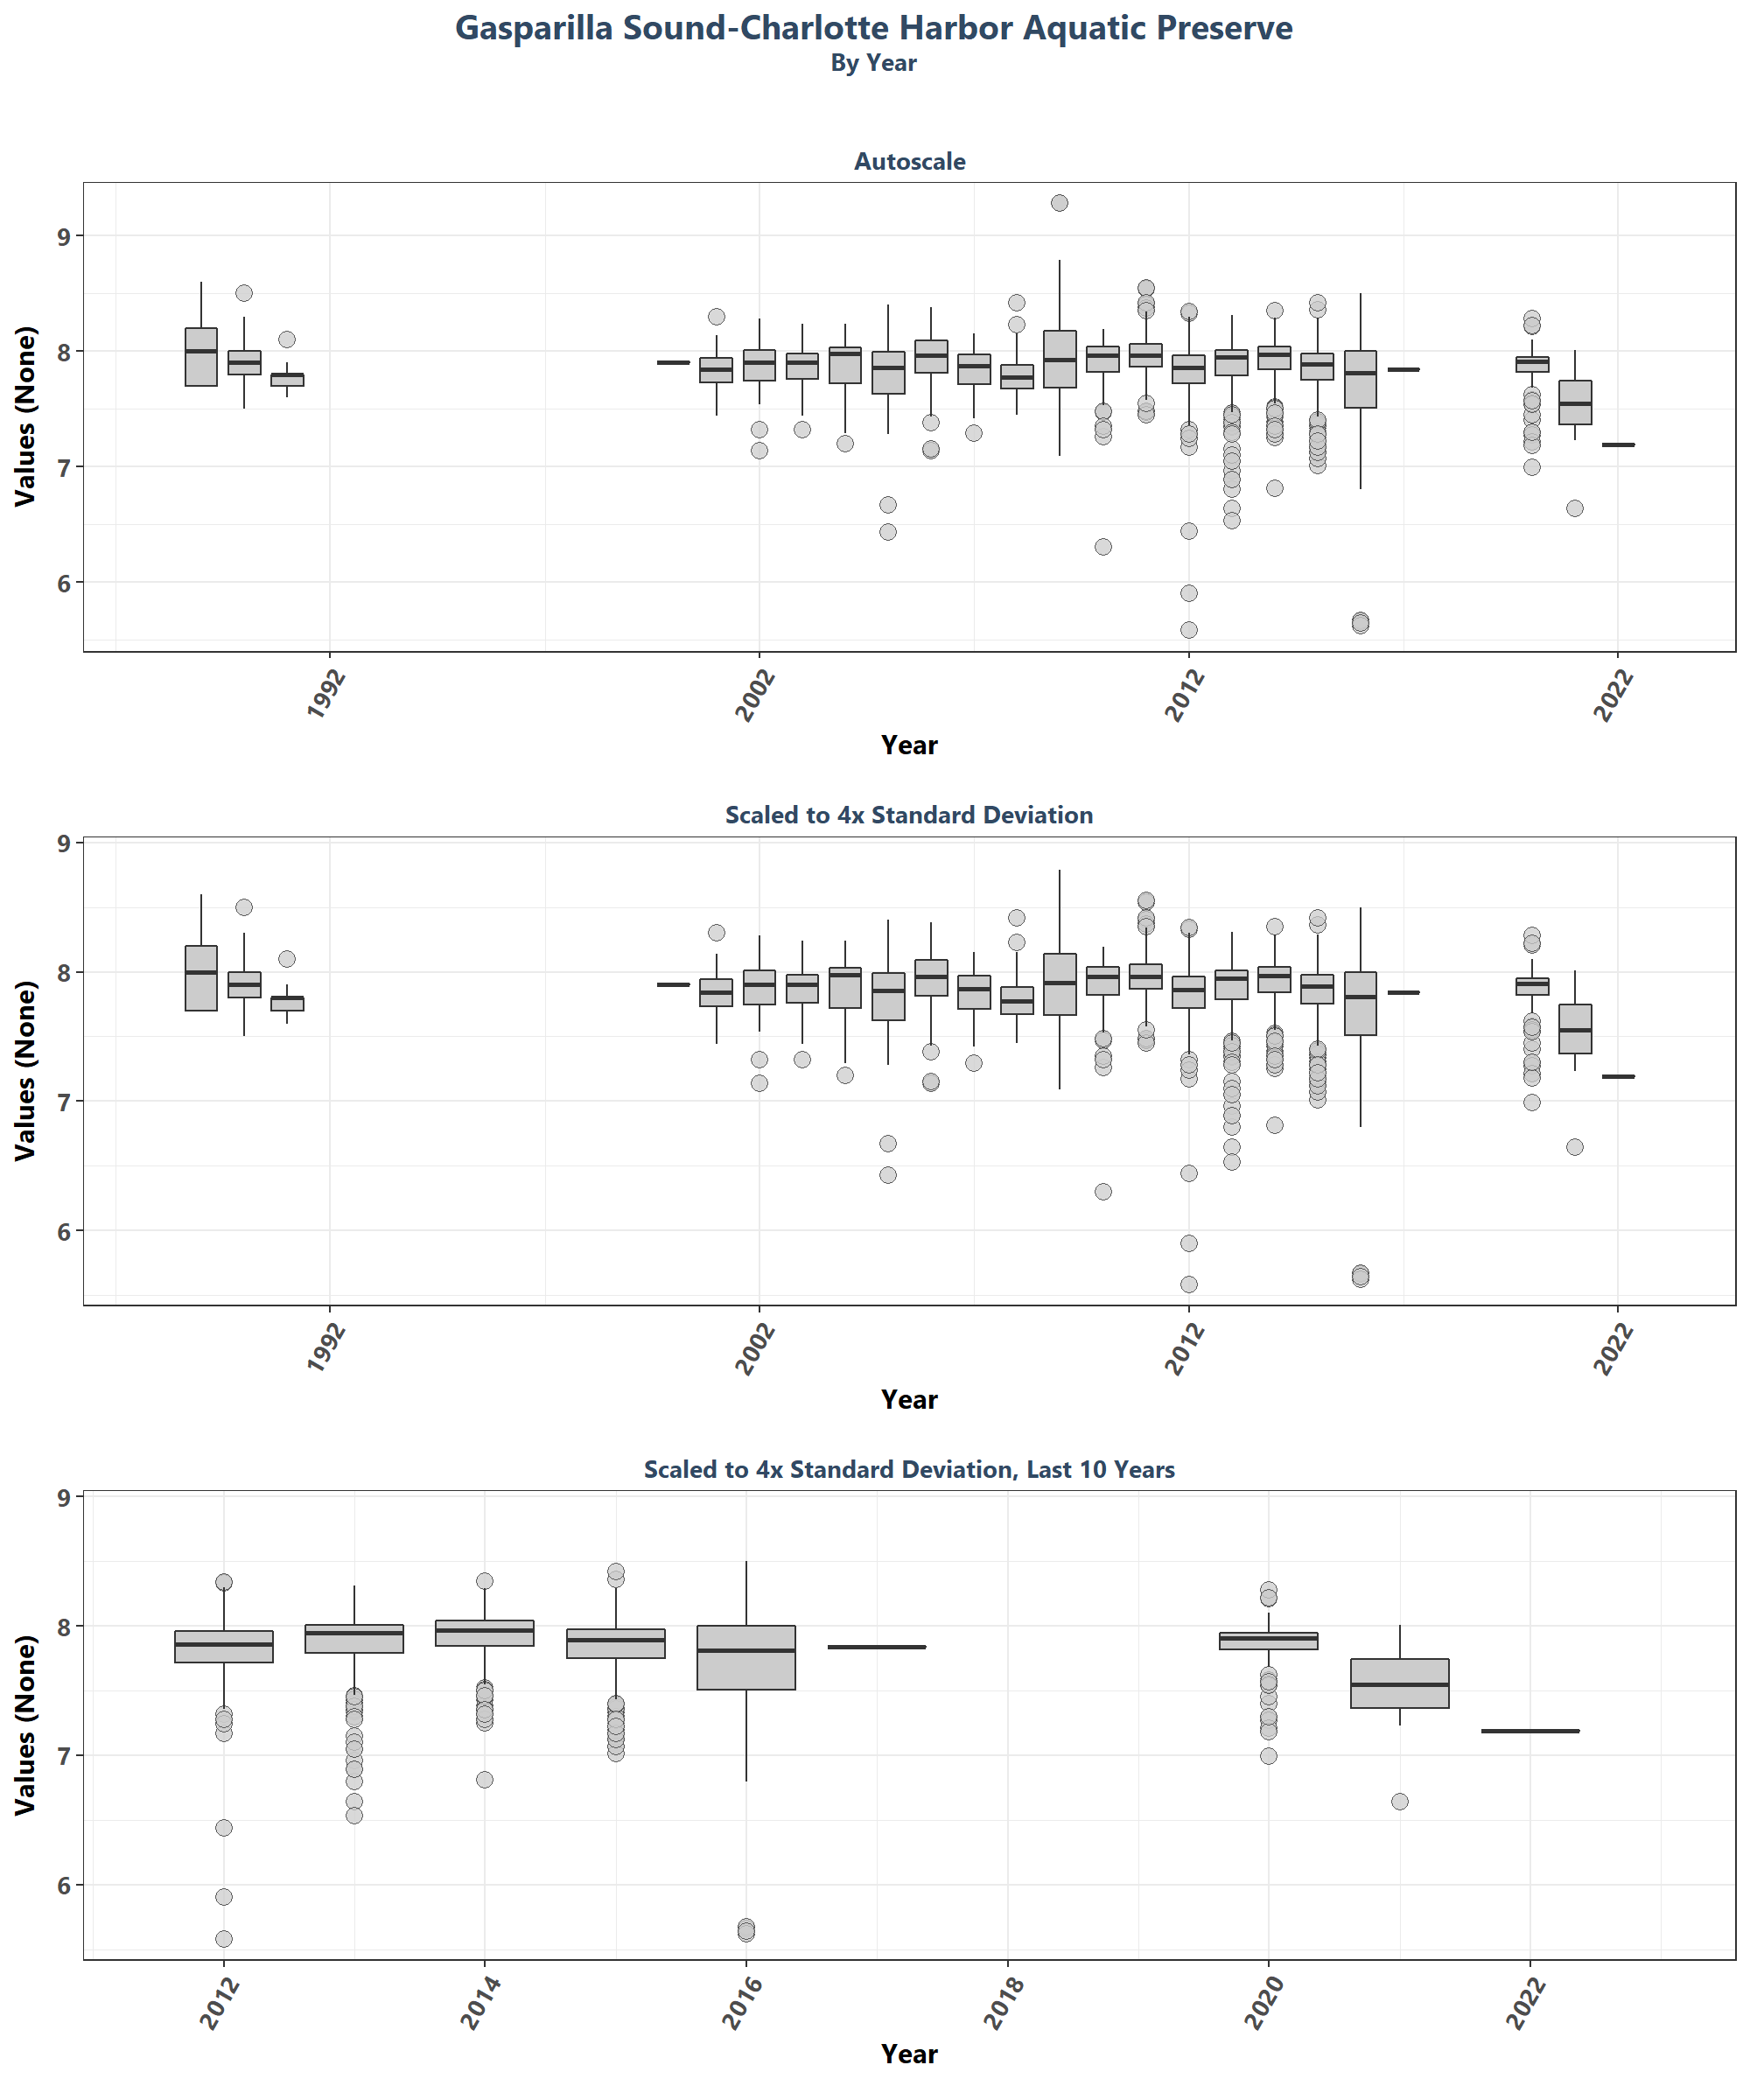 Gasparilla Sound-Charlotte Harbor Aquatic Preserve
By Year
Autoscale
Values (None)
9
8
7
6
1992
2002
2012
2022
Year
Scaled to 4x Standard Deviation
Values (None)
9
8
7
6
1992
2002
2012
2022
Year
Scaled to 4x Standard Deviation, Last 10 Years
Values (None)
9
8
7
6
2012
2014
2016
2018
2020
2022
Year